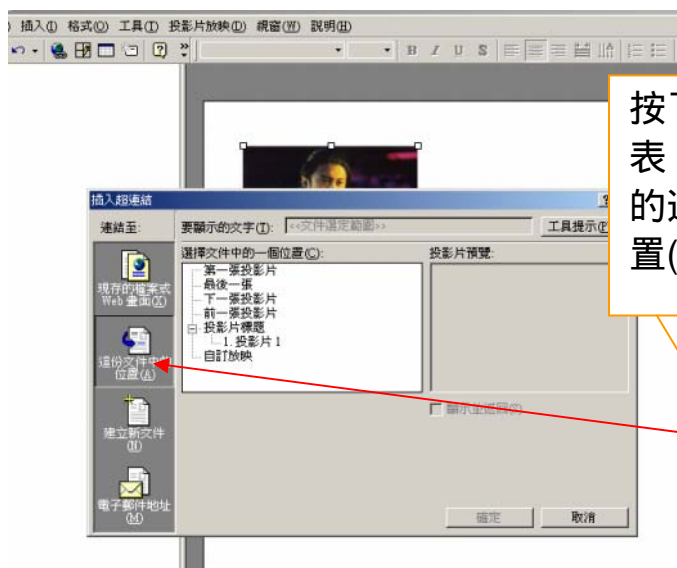 插入(I) 格式(O) 工具(T) 投影片放映(D) 視窗(W) 説明(H)
B I U S
按下
表
的
置(
插入超連結
連結至:
要顯示的文字(T): <<文件選定範圍>>
工具提示(P
選擇文件中的一個位置(C):
投影片預覽:
第一張投影片
最後一張
下一張投影片
前一張投影片
投影片標題
1. 投影片 1
自訂放映
現存的檔案或
Web 畫面(X)
這份文件中的
位置(A)
建立新文件
(N)
電子郵件地址
(M)
顯示並返回(S)
確定
取消